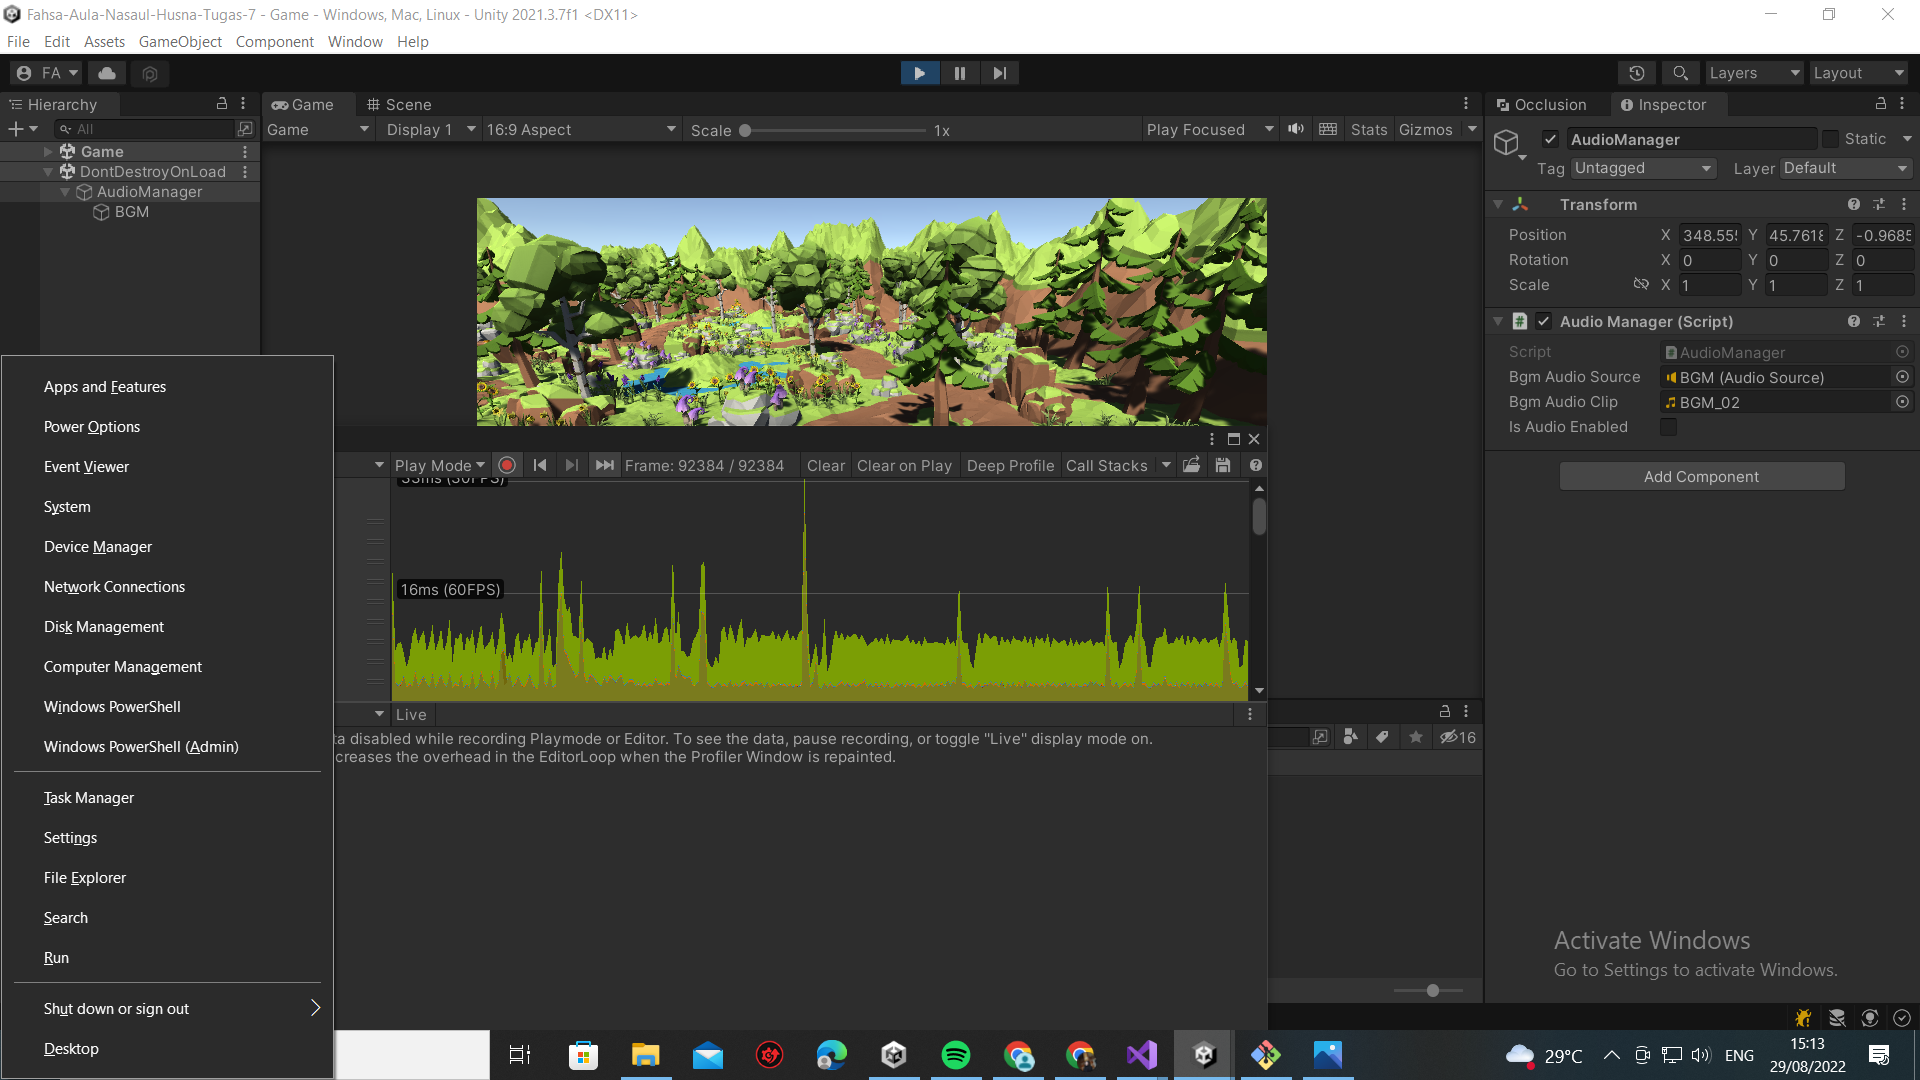 Fahsa-Aula-Nasaul-Husna-Tugas-7 - Game - Windows, Mac, Linux - Unity 2021.3.7f1 <DX11>
File Edit Assets GameObject Component Window Help
FA Layers Layout
Hierarchy Game Scene Occlusion Inspector
All Game Display 1 16:9 Aspect Scale 1x Play Focused Stats Gizmos
AudioManager Static
Tag Untagged Layer Default
Game
DontDestroyOnLoad
AudioManager
BGM
Transform
Position X 348.55 Y 45.7618 Z -0.9685
Rotation X 0 Y 0 Z 0
Scale X 1 Y 1 Z 1
Audio Manager (Script)
Script AudioManager
Bgm Audio Source BGM (Audio Source)
Bgm Audio Clip BGM_02
Is Audio Enabled
Add Component
Apps and Features
Power Options
Event Viewer
System
Device Manager
Network Connections
Disk Management
Computer Management
Windows PowerShell
Windows PowerShell (Admin)
Task Manager
Settings
File Explorer
Search
Run
Shut down or sign out
Desktop
Play Mode Frame: 92384 / 92384 Clear Clear on Play Deep Profile Call Stacks
33ms (30FPS)
16ms (60FPS)
Live
ta disabled while recording Playmode or Editor. To see the data, pause recording, or toggle "Live" display mode on.
creases the overhead in the EditorLoop when the Profiler Window is repainted.
16
Activate Windows
Go to Settings to activate Windows.
29°C ENG 15:13
29/08/2022